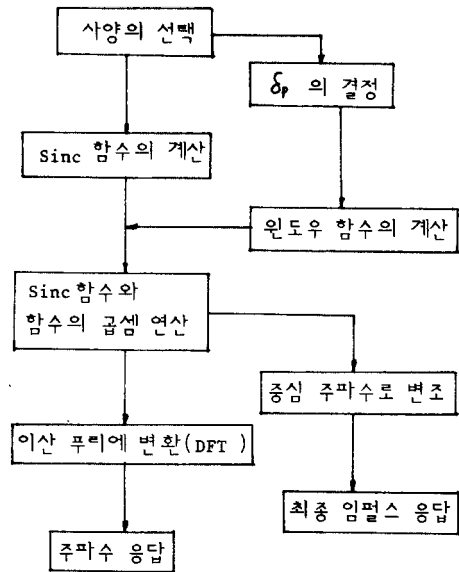 사양의 선택
δp 의 결정
Sinc 함수의 계산
윈도우 함수의 계산
Sinc 함수와
함수의 곱셈 연산
중심 주파수로 변조
이산 푸리에 변환(DFT )
최종 임펄스 응답
주파수 응답